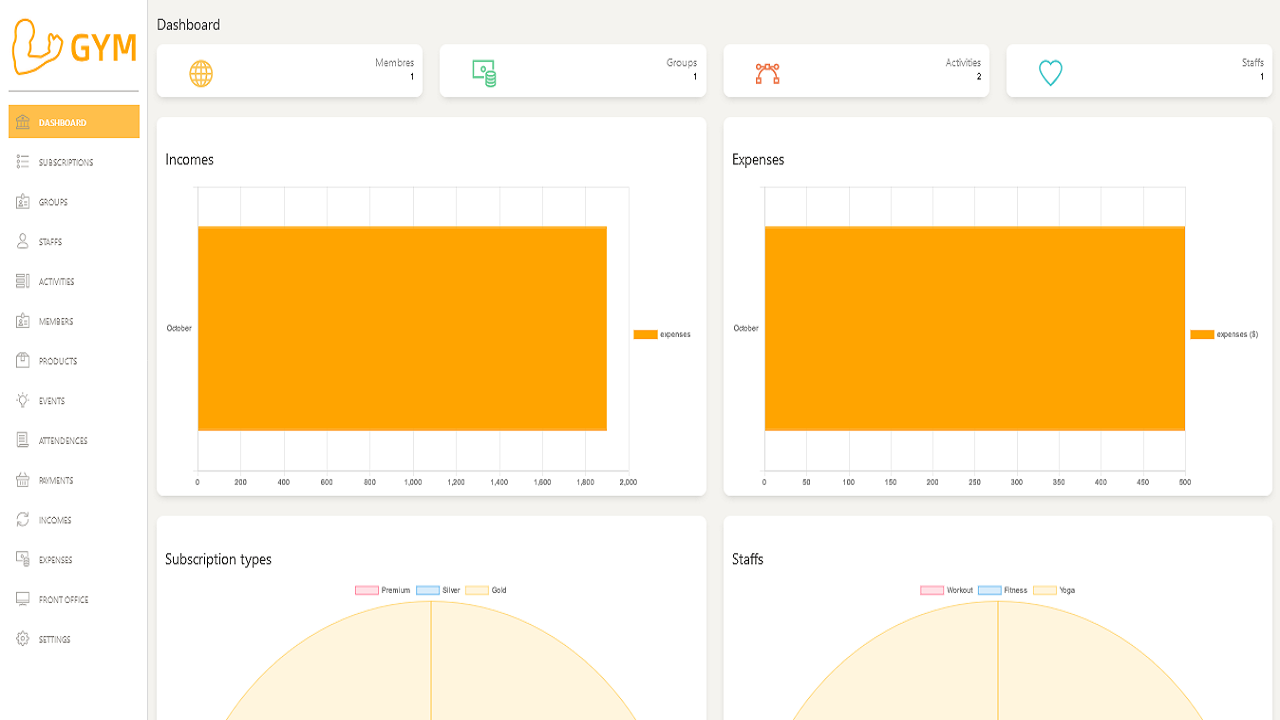 GYM
DASHBOARD
SUBSCRIPTIONS
GROUPS
STAFFS
ACTIVITIES
MEMBERS
PRODUCTS
EVENTS
ATTENDENCES
PAYMENTS
INCOMES
EXPENSES
FRONT OFFICE
SETTINGS
Dashboard
Membres
1
Groups
1
Activities
2
Staffs
1
Incomes
October
expenses
0 200 400 600 800 1,000 1,200 1,400 1,600 1,800 2,000
Expenses
October
expenses ($)
0 50 100 150 200 250 300 350 400 450 500
Subscription types
Premium Silver Gold
Staffs
Workout Fitness Yoga